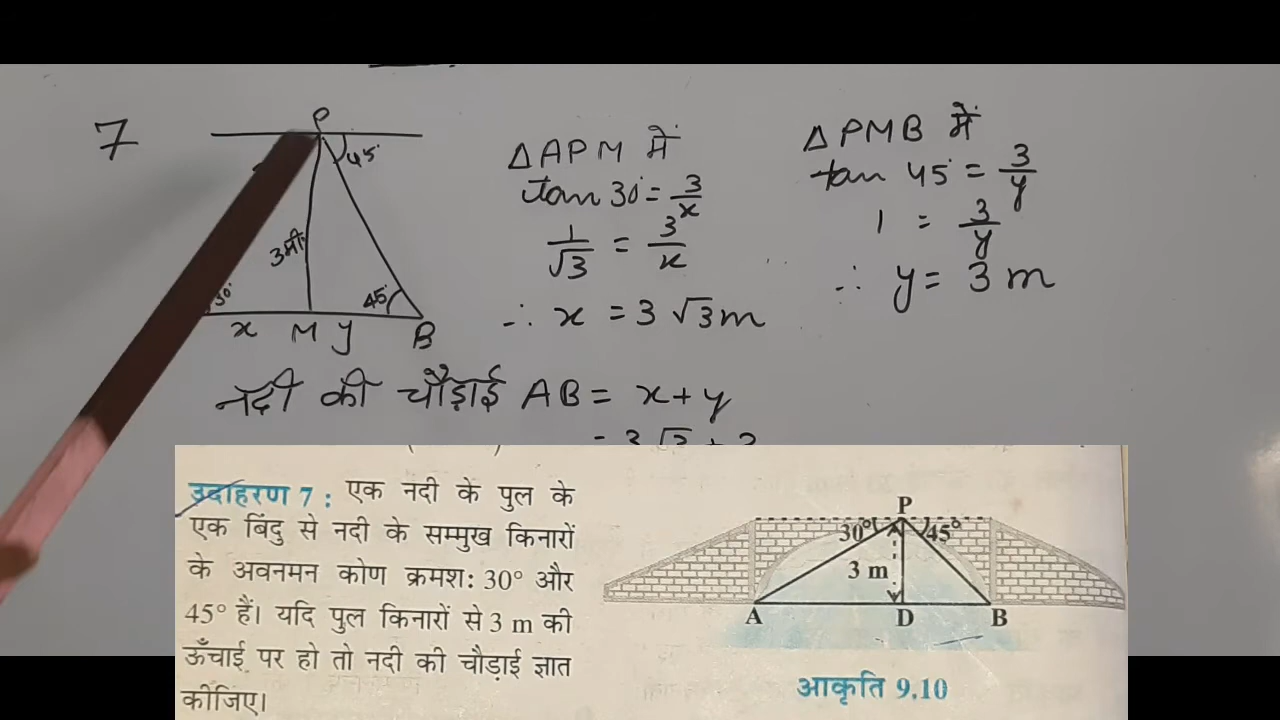 7
P
45°
3मी.
30°
45°
x M y B
△APM में
tan 30° = 3/x
1/√3 = 3/x
∴ x = 3√3 m
△PMB में
tan 45° = 3/y
1 = 3/y
∴ y = 3 m
नदी की चौड़ाई AB = x+y
उदाहरण 7 : एक नदी के पुल के
एक बिंदु से नदी के सम्मुख किनारों
के अवनमन कोण क्रमश: 30° और
45° हैं। यदि पुल किनारों से 3 m की
ऊँचाई पर हो तो नदी की चौड़ाई ज्ञात
कीजिए।
P
30° 45°
3 m
A D B
आकृति 9.10